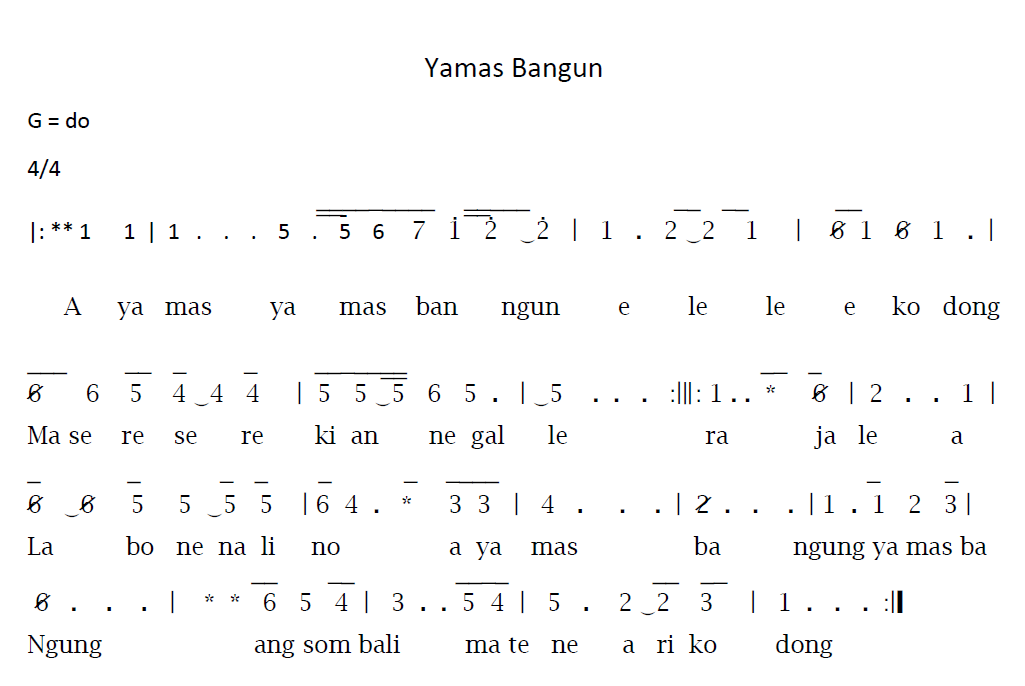 Yamas Bangun
G = do
4/4
|: ** 1 1 | 1 . . . 5 . 5 6 7 1̇ 2̇ ‿2̇ | 1 . 2 ‿2 1 | 6̸ 1 6̸ 1 . |
A ya mas ya mas ban ngun e le le e ko dong
6̸ 6 5 4 ‿4 4 | 5 5 ‿5 6 5 . | ‿5 . . . :||: 1 . . * 6̸ | 2 . . 1 |
Ma se re se re ki an ne gal le ra ja le a
6̸ ‿6̸ 5 5 ‿5 5 | 6 4 . * 3 3 | 4 . . . | 2̸ . . . | 1 . 1 2 3 |
La bo ne na li no a ya mas ba ngung ya mas ba
6̸ . . . | * * 6 5 4 | 3 . . 5 4 | 5 . 2 ‿2 3 | 1 . . . :||
Ngung ang som bali ma te ne a ri ko dong